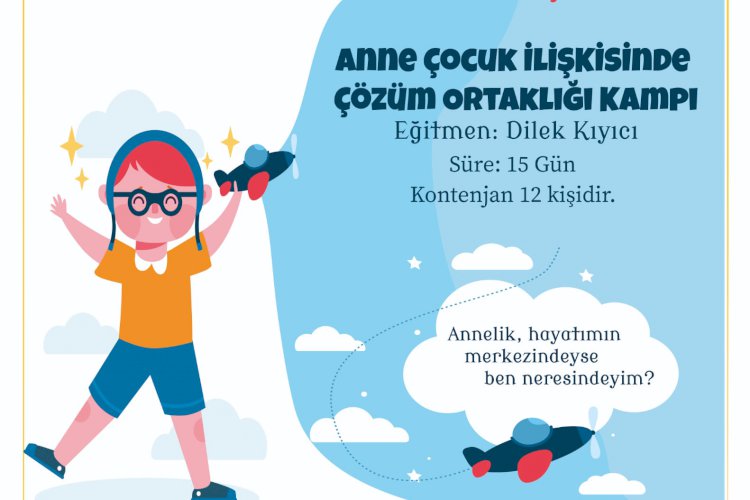 Anne Çocuk İlişkisinde
Çözüm Ortaklığı Kampı
Eğitmen: Dilek Kıyıcı
Süre: 15 Gün
Kontenjan 12 kişidir.
Annelik, hayatımın
merkezindeyse
ben neresindeyim?